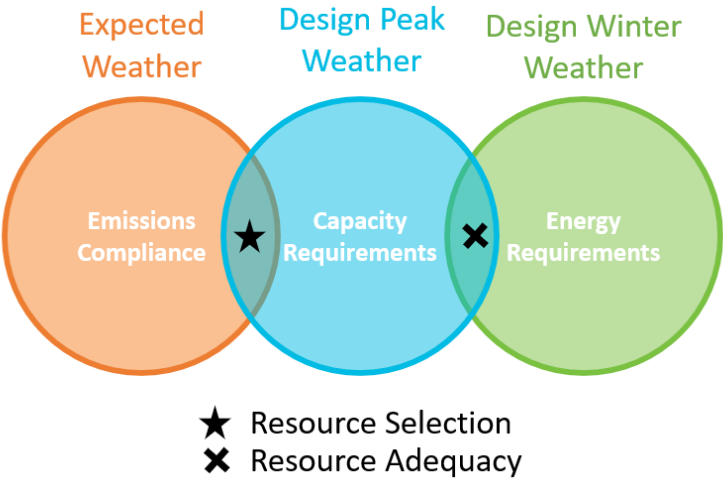 Expected
Weather
Design Peak
Weather
Design Winter
Weather
Emissions
Compliance
Capacity
Requirements
Energy
Requirements
Resource Selection
Resource Adequacy